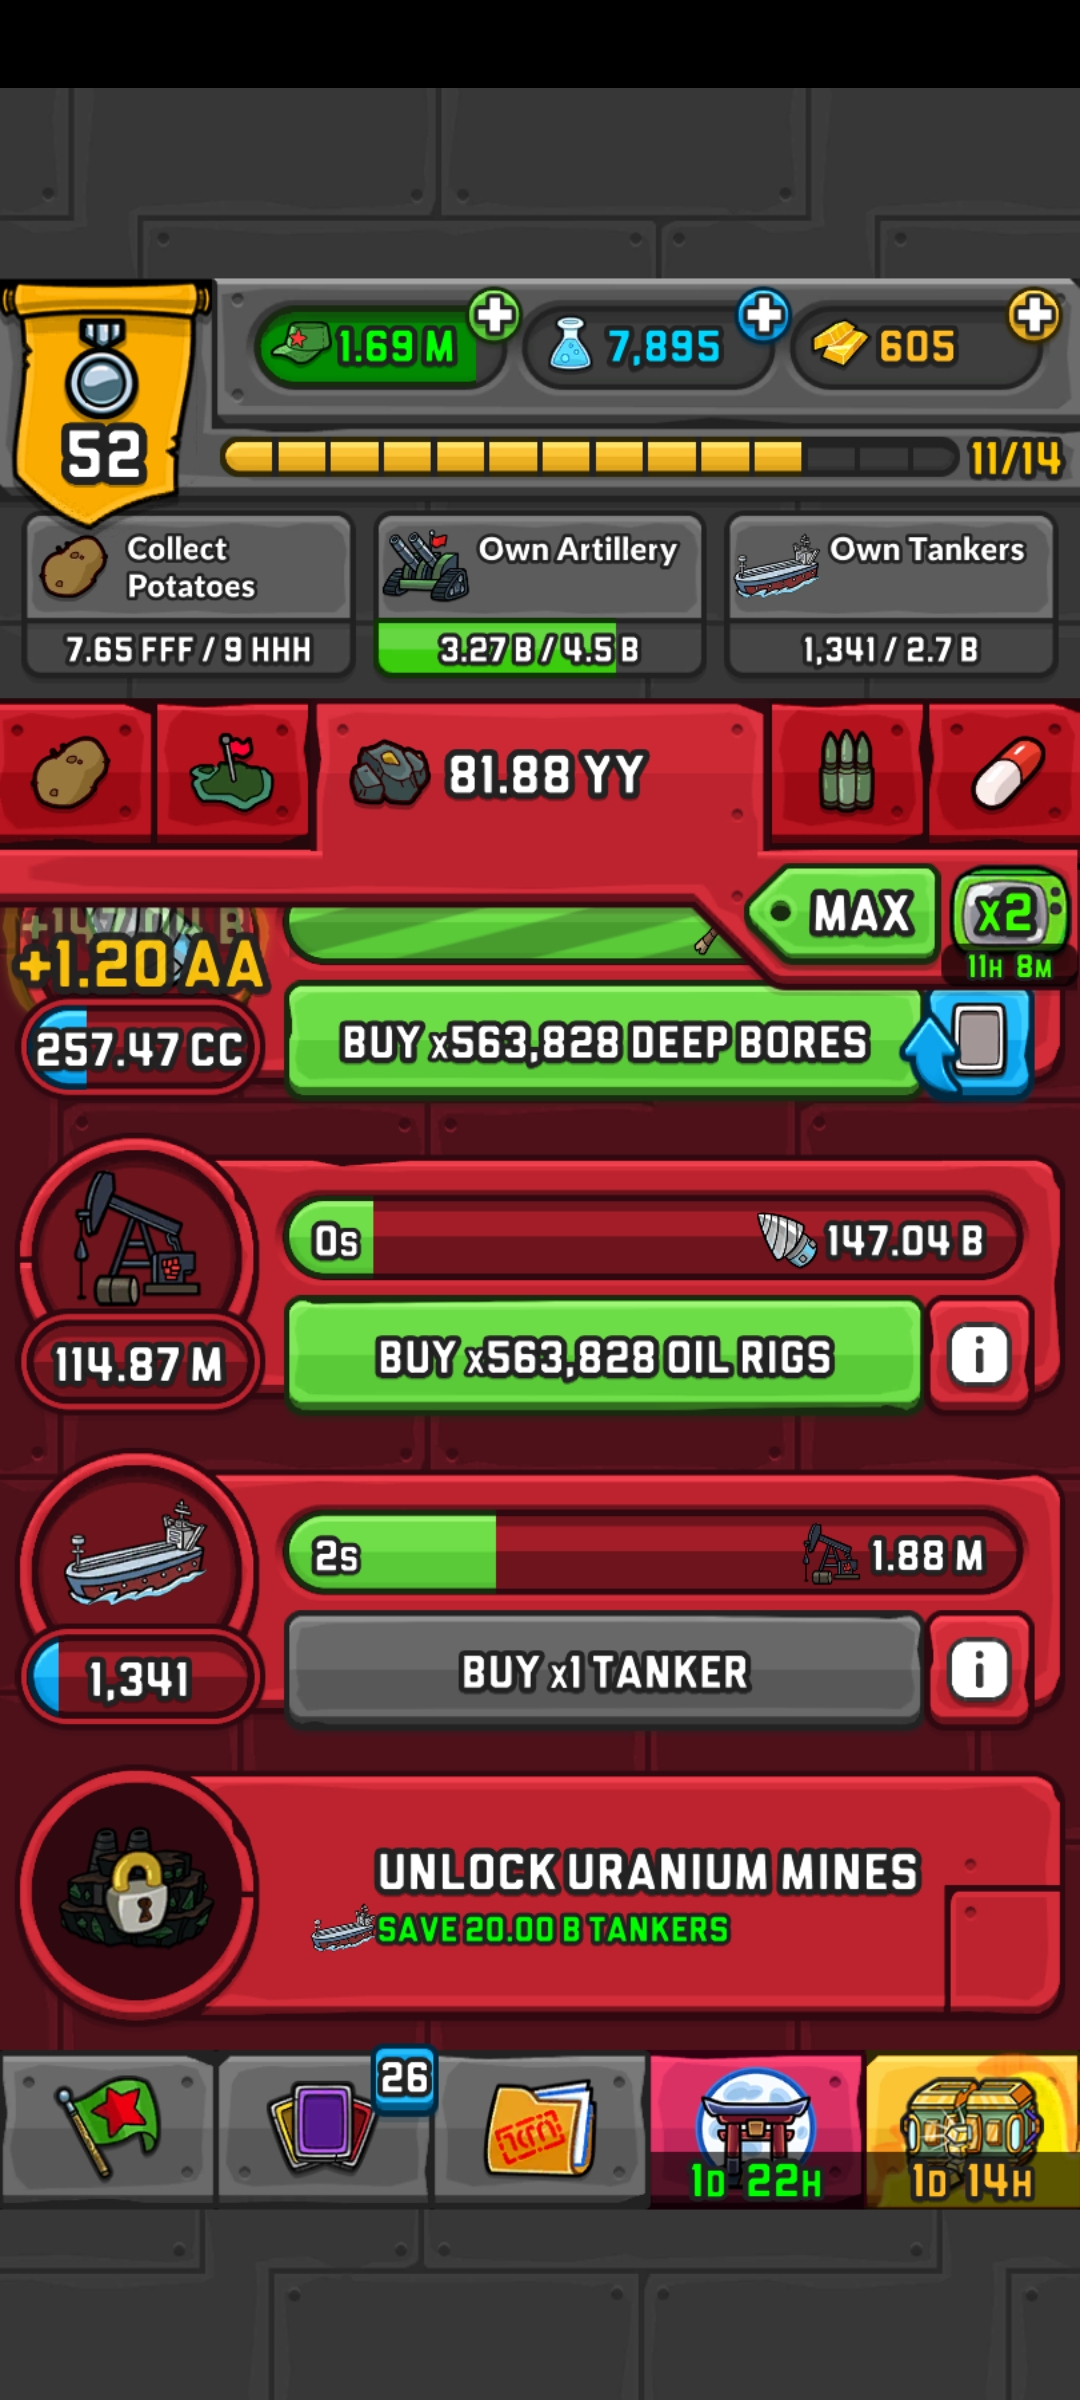 1.69 M
7,895
605
52
11/14
Collect
Potatoes
Own Artillery
Own Tankers
7.65 FFF / 9 HHH
3.27 B / 4.5 B
1,341 / 2.7 B
81.88 YY
MAX
x2
11H 8M
+147.04 B
+1.20 AA
257.47 CC
BUY x563,828 DEEP BORES
0s
147.04 B
114.87 M
BUY x563,828 OIL RIGS
i
2s
1.88 M
1,341
BUY x1 TANKER
i
UNLOCK URANIUM MINES
SAVE 20.00 B TANKERS
26
1D 22H
1D 14H